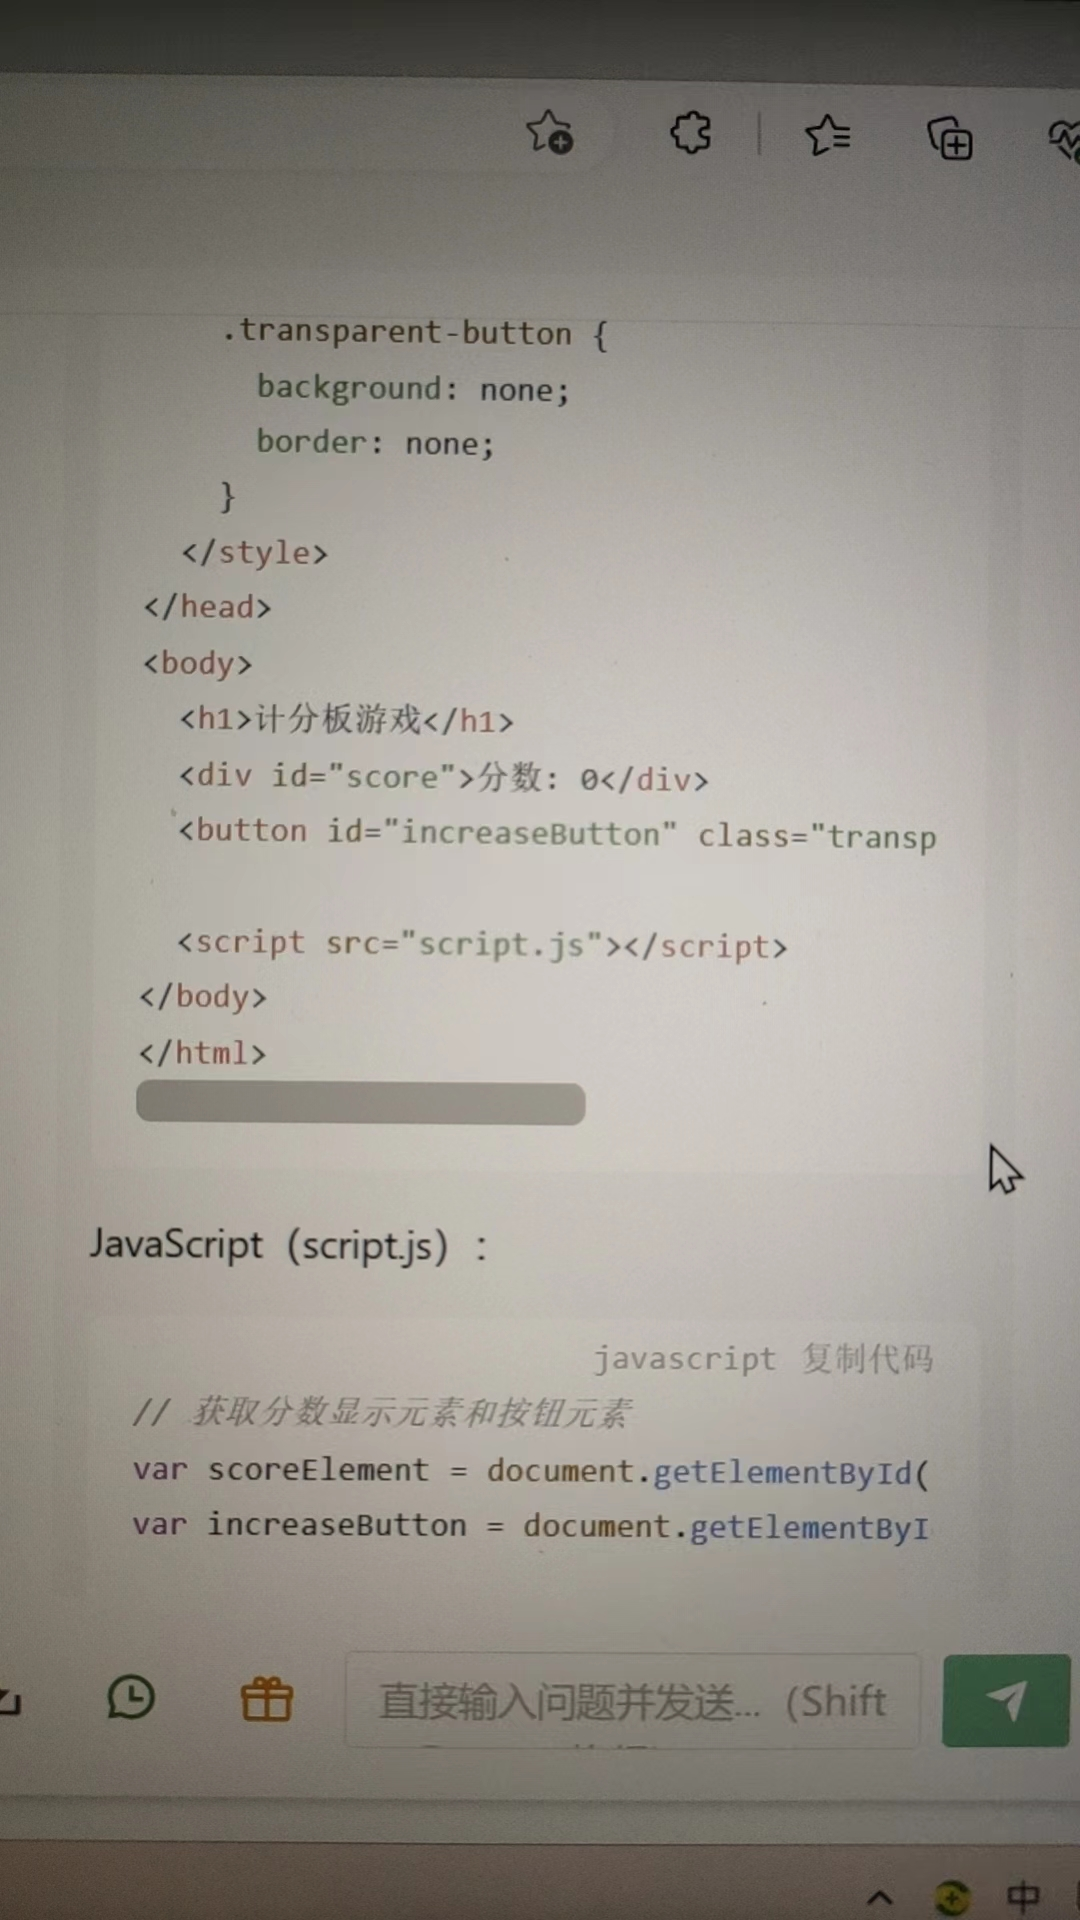 .transparent-button {
background: none;
border: none;
}
</style>
</head>
<body>
<h1>计分板游戏</h1>
<div id="score">分数: 0</div>
<button id="increaseButton" class="transp
<script src="script.js"></script>
</body>
</html>
JavaScript（script.js）：
javascript 复制代码
// 获取分数显示元素和按钮元素
var scoreElement = document.getElementById(
var increaseButton = document.getElementByI
直接输入问题并发送...（Shift
中